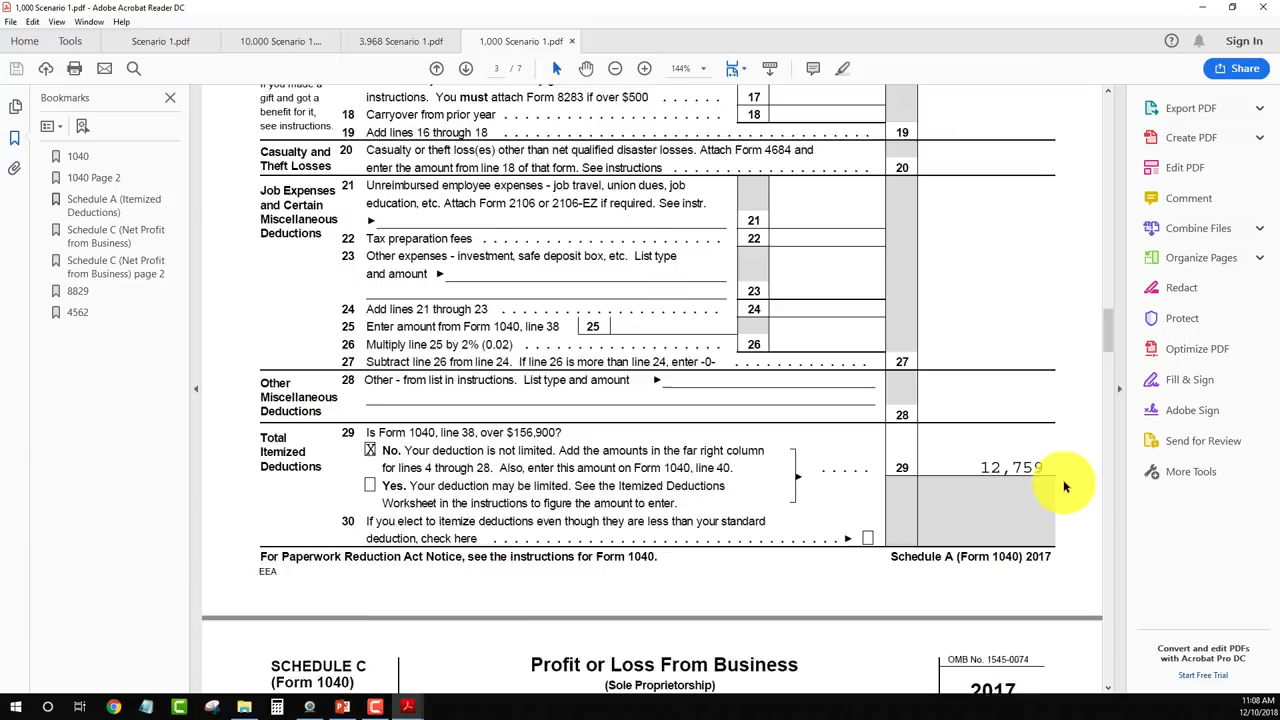 1,000 Scenario 1.pdf - Adobe Acrobat Reader DC
File Edit View Window Help
Home Tools Scenario 1.pdf 10,000 Scenario 1.... 3,968 Scenario 1.pdf 1,000 Scenario 1.pdf × Sign In
3 / 7 144% Share
Bookmarks
1040
1040 Page 2
Schedule A (Itemized
Deductions)
Schedule C (Net Profit
from Business)
Schedule C (Net Profit
from Business) page 2
8829
4562
If you made a
gift and got a
benefit for it,
see instructions.
instructions. You must attach Form 8283 if over $500 . . . . . . 17
18 Carryover from prior year 18
19 Add lines 16 through 18 . . . . . . . . . . . . . . . . . . . . . . . . . . . . . . 19
Casualty and
Theft Losses
20 Casualty or theft loss(es) other than net qualified disaster losses. Attach Form 4684 and
enter the amount from line 18 of that form. See instructions . . . . . . . . . . . . . . . . . 20
Job Expenses
and Certain
Miscellaneous
Deductions
21 Unreimbursed employee expenses - job travel, union dues, job
education, etc. Attach Form 2106 or 2106-EZ if required. See instr.
21
22 Tax preparation fees . . . . . . . . . . . . . . . . . . . . 22
23 Other expenses - investment, safe deposit box, etc. List type
and amount
23
24 Add lines 21 through 23 . . . . . . . . . . . . . . . . . . 24
25 Enter amount from Form 1040, line 38 25
26 Multiply line 25 by 2% (0.02) . . . . . . . . . . . . . . . . 26
27 Subtract line 26 from line 24. If line 26 is more than line 24, enter -0- . . . . . . . . . . . . 27
Other
Miscellaneous
Deductions
28 Other - from list in instructions. List type and amount
28
Total
Itemized
Deductions
29 Is Form 1040, line 38, over $156,900?
X No. Your deduction is not limited. Add the amounts in the far right column
for lines 4 through 28. Also, enter this amount on Form 1040, line 40. . . . . . 29 12,759
Yes. Your deduction may be limited. See the Itemized Deductions
Worksheet in the instructions to figure the amount to enter.
30 If you elect to itemize deductions even though they are less than your standard
deduction, check here . . . . . . . . . . . . . . . . . . . . . . . . . . . . .
For Paperwork Reduction Act Notice, see the instructions for Form 1040. Schedule A (Form 1040) 2017
EEA
SCHEDULE C
(Form 1040)
Profit or Loss From Business
(Sole Proprietorship)
OMB No. 1545-0074
2017
Export PDF
Create PDF
Edit PDF
Comment
Combine Files
Organize Pages
Redact
Protect
Optimize PDF
Fill & Sign
Adobe Sign
Send for Review
More Tools
Convert and edit PDFs
with Acrobat Pro DC
Start Free Trial
11:08 AM
12/10/2018